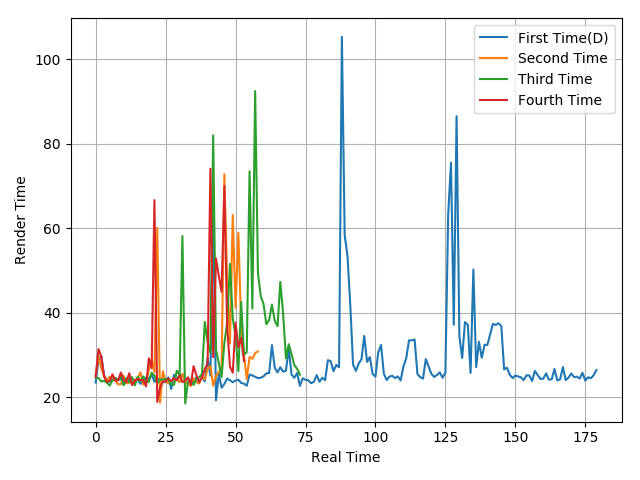 First Time(D)
Second Time
Third Time
Fourth Time
Render Time
100
80
60
40
20
0
25
50
75
100
125
150
175
Real Time